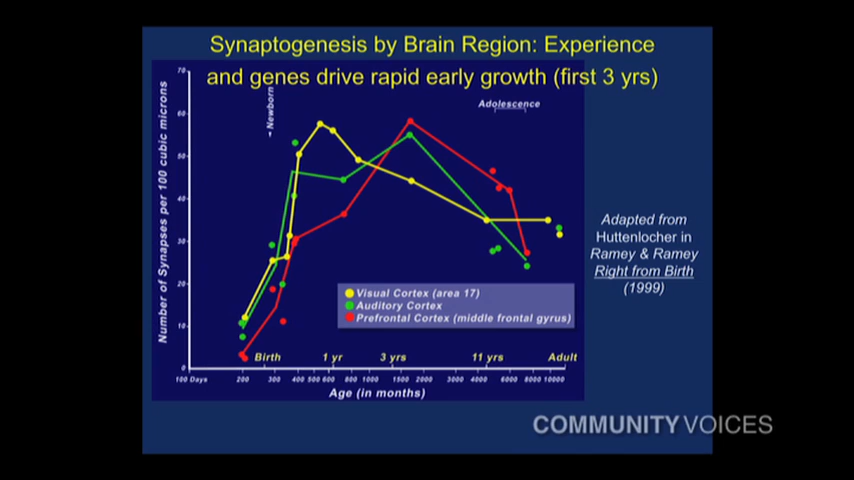 Synaptogenesis by Brain Region: Experience
and genes drive rapid early growth (first 3 yrs)
Number of Synapses per 100 cubic microns
70
60
50
40
30
20
10
0
Newborn
Adolescence
Visual Cortex (area 17)
Auditory Cortex
Prefrontal Cortex (middle frontal gyrus)
Birth 1 yr 3 yrs 11 yrs Adult
100 Days 200 300 400 500 600 800 1000 1500 2000 3000 4000 6000 8000 10000
Age (in months)
Adapted from
Huttenlocher in
Ramey & Ramey
Right from Birth
(1999)
COMMUNITY VOICES